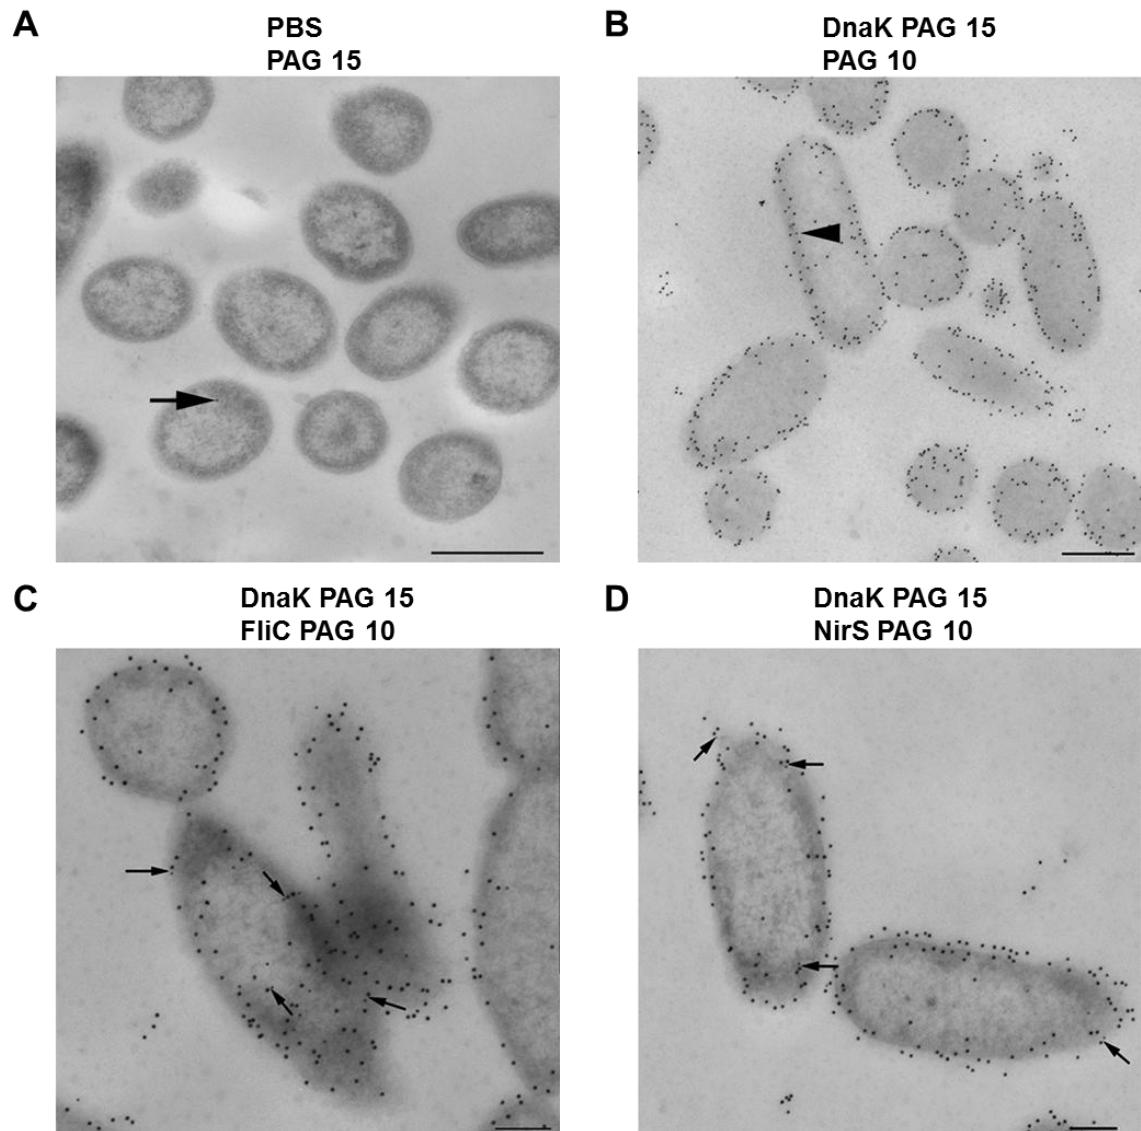 A
PBS
PAG 15
B
DnaK PAG 15
PAG 10
C
DnaK PAG 15
FliC PAG 10
D
DnaK PAG 15
NirS PAG 10